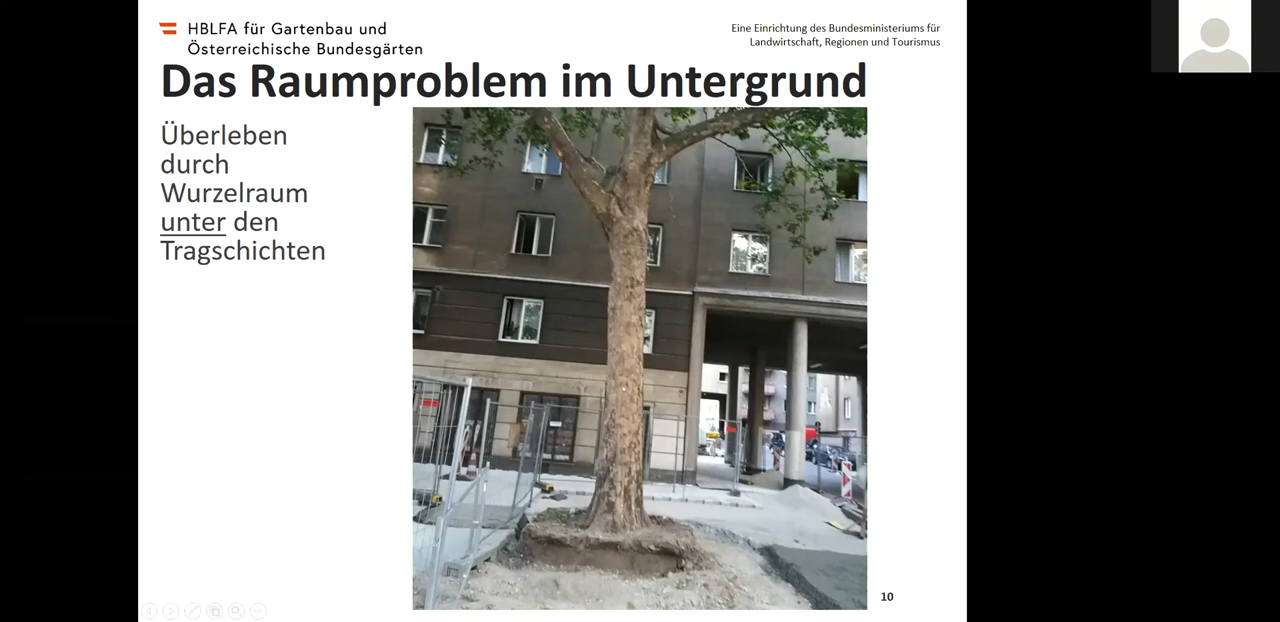 HBLFA für Gartenbau und
Österreichische Bundesgärten
Eine Einrichtung des Bundesministeriums für
Landwirtschaft, Regionen und Tourismus
Das Raumproblem im Untergrund
Überleben
durch
Wurzelraum
unter den
Tragschichten
10